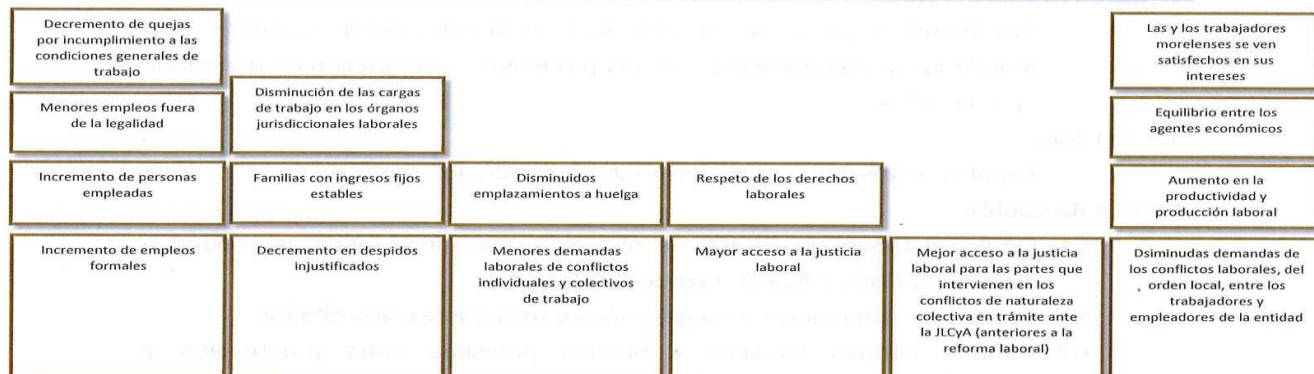 Decremento de quejas
por incumplimiento a las
condiciones generales de
trabajo
Las y los trabajadores
morelenses se ven
satisfechos en sus
intereses
Disminución de las cargas
de trabajo en los órganos
jurisdiccionales laborales
Menores empleos fuera
de la legalidad
Equilibrio entre los
agentes económicos
Incremento de personas
empleadas
Familias con ingresos fijos
estables
Disminuidos
emplazamientos a huelga
Respeto de los derechos
laborales
Aumento en la
productividad y
producción laboral
Incremento de empleos
formales
Decremento en despidos
injustificados
Menores demandas
laborales de conflictos
individuales y colectivos
de trabajo
Mayor acceso a la justicia
laboral
Mejor acceso a la justicia
laboral para las partes que
intervienen en los
conflictos de naturaleza
colectiva en trámite ante
la JLCyA (anteriores a la
reforma laboral)
Dsiminudas demandas de
los conflictos laborales, del
orden local, entre los
trabajadores y
empleadores de la entidad